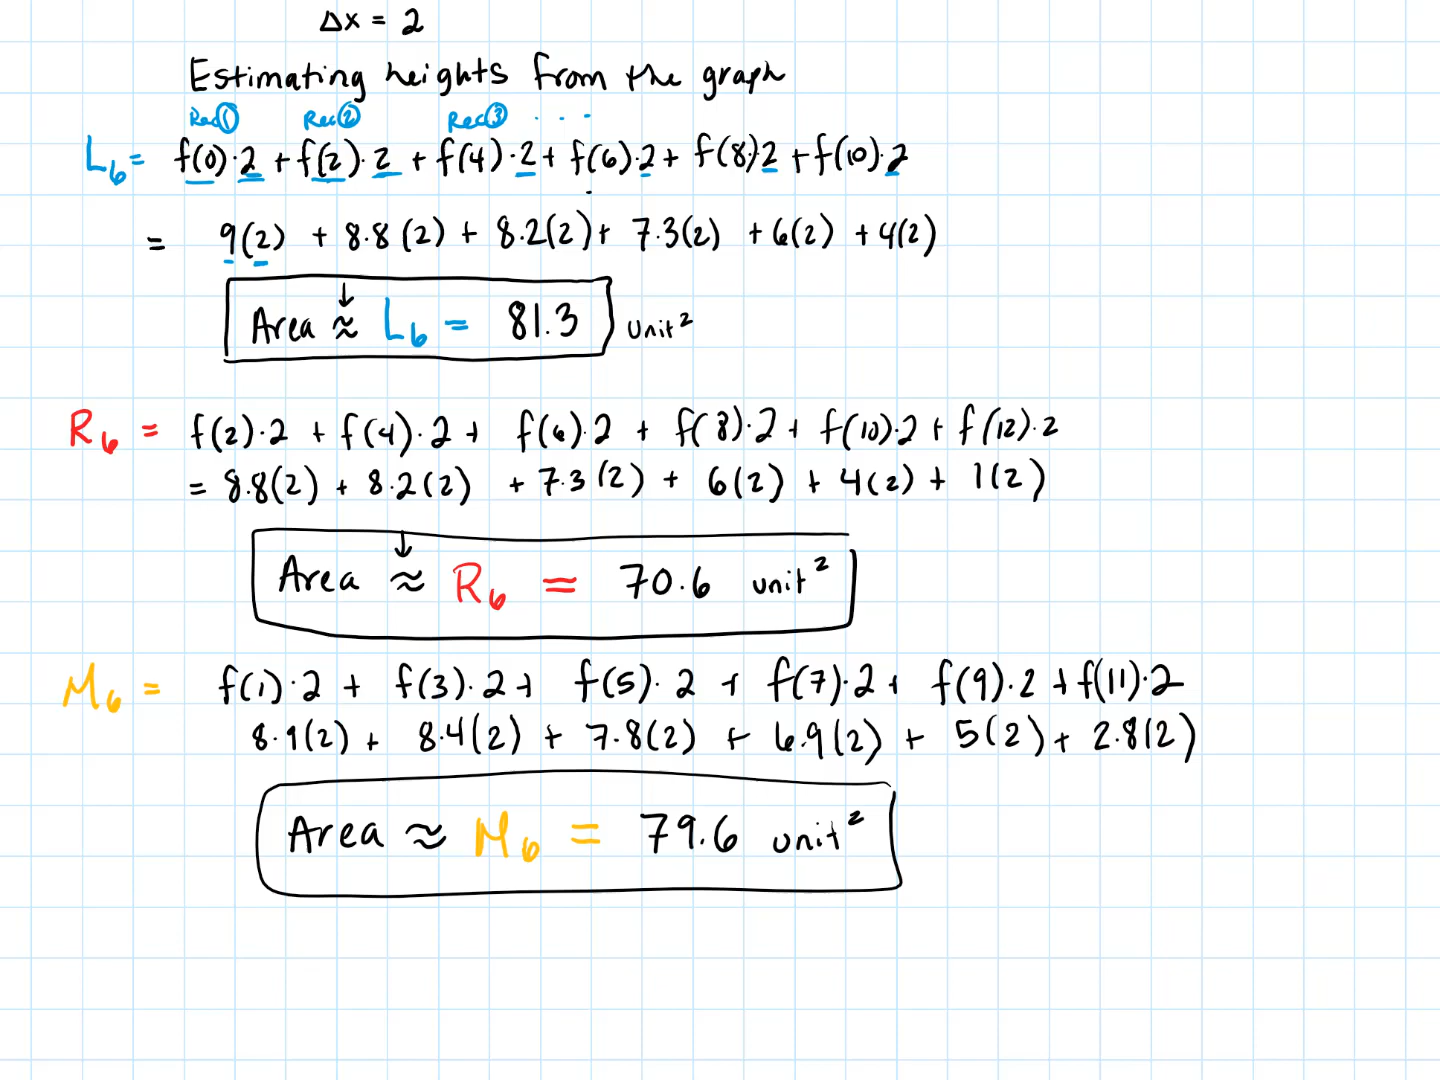 Δx = 2
Estimating heights from the graph
Rec① Rec② Rec③ ...
L₆ = f(0)·2 + f(2)·2 + f(4)·2 + f(6)·2 + f(8)·2 + f(10)·2
= 9(2) + 8.8(2) + 8.2(2) + 7.3(2) + 6(2) + 4(2)
Area ≈ L₆ = 81.3 unit²
R₆ = f(2)·2 + f(4)·2 + f(6)·2 + f(8)·2 + f(10)·2 + f(12)·2
= 8.8(2) + 8.2(2) + 7.3(2) + 6(2) + 4(2) + 1(2)
Area ≈ R₆ = 70.6 unit²
M₆ = f(1)·2 + f(3)·2 + f(5)·2 + f(7)·2 + f(9)·2 + f(11)·2
8.9(2) + 8.4(2) + 7.8(2) + 6.9(2) + 5(2) + 2.8(2)
Area ≈ M₆ = 79.6 unit²